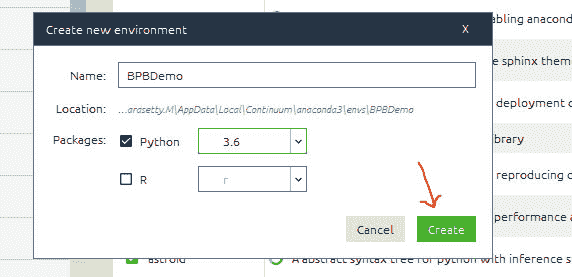 Create new environment X
Name: BPBDemo
Location: ...arasetty.M\AppData\Local\Continuum\anaconda3\envs\BPBDemo
Packages: Python 3.6
R r
Cancel Create
abling anacond
e sphinx them
deployment o
brary
reproducing
performance a
astroid A abstract syntax tree for python with inference s